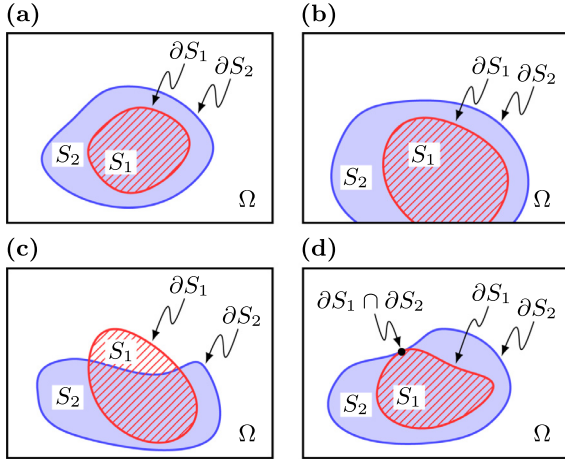 (a)
∂S₁
∂S₂
S₂
S₁
Ω
(b)
∂S₁
∂S₂
S₁
S₂
Ω
(c)
∂S₁
∂S₂
S₁
S₂
Ω
(d)
∂S₁ ∩ ∂S₂
∂S₁
∂S₂
S₂
S₁
Ω